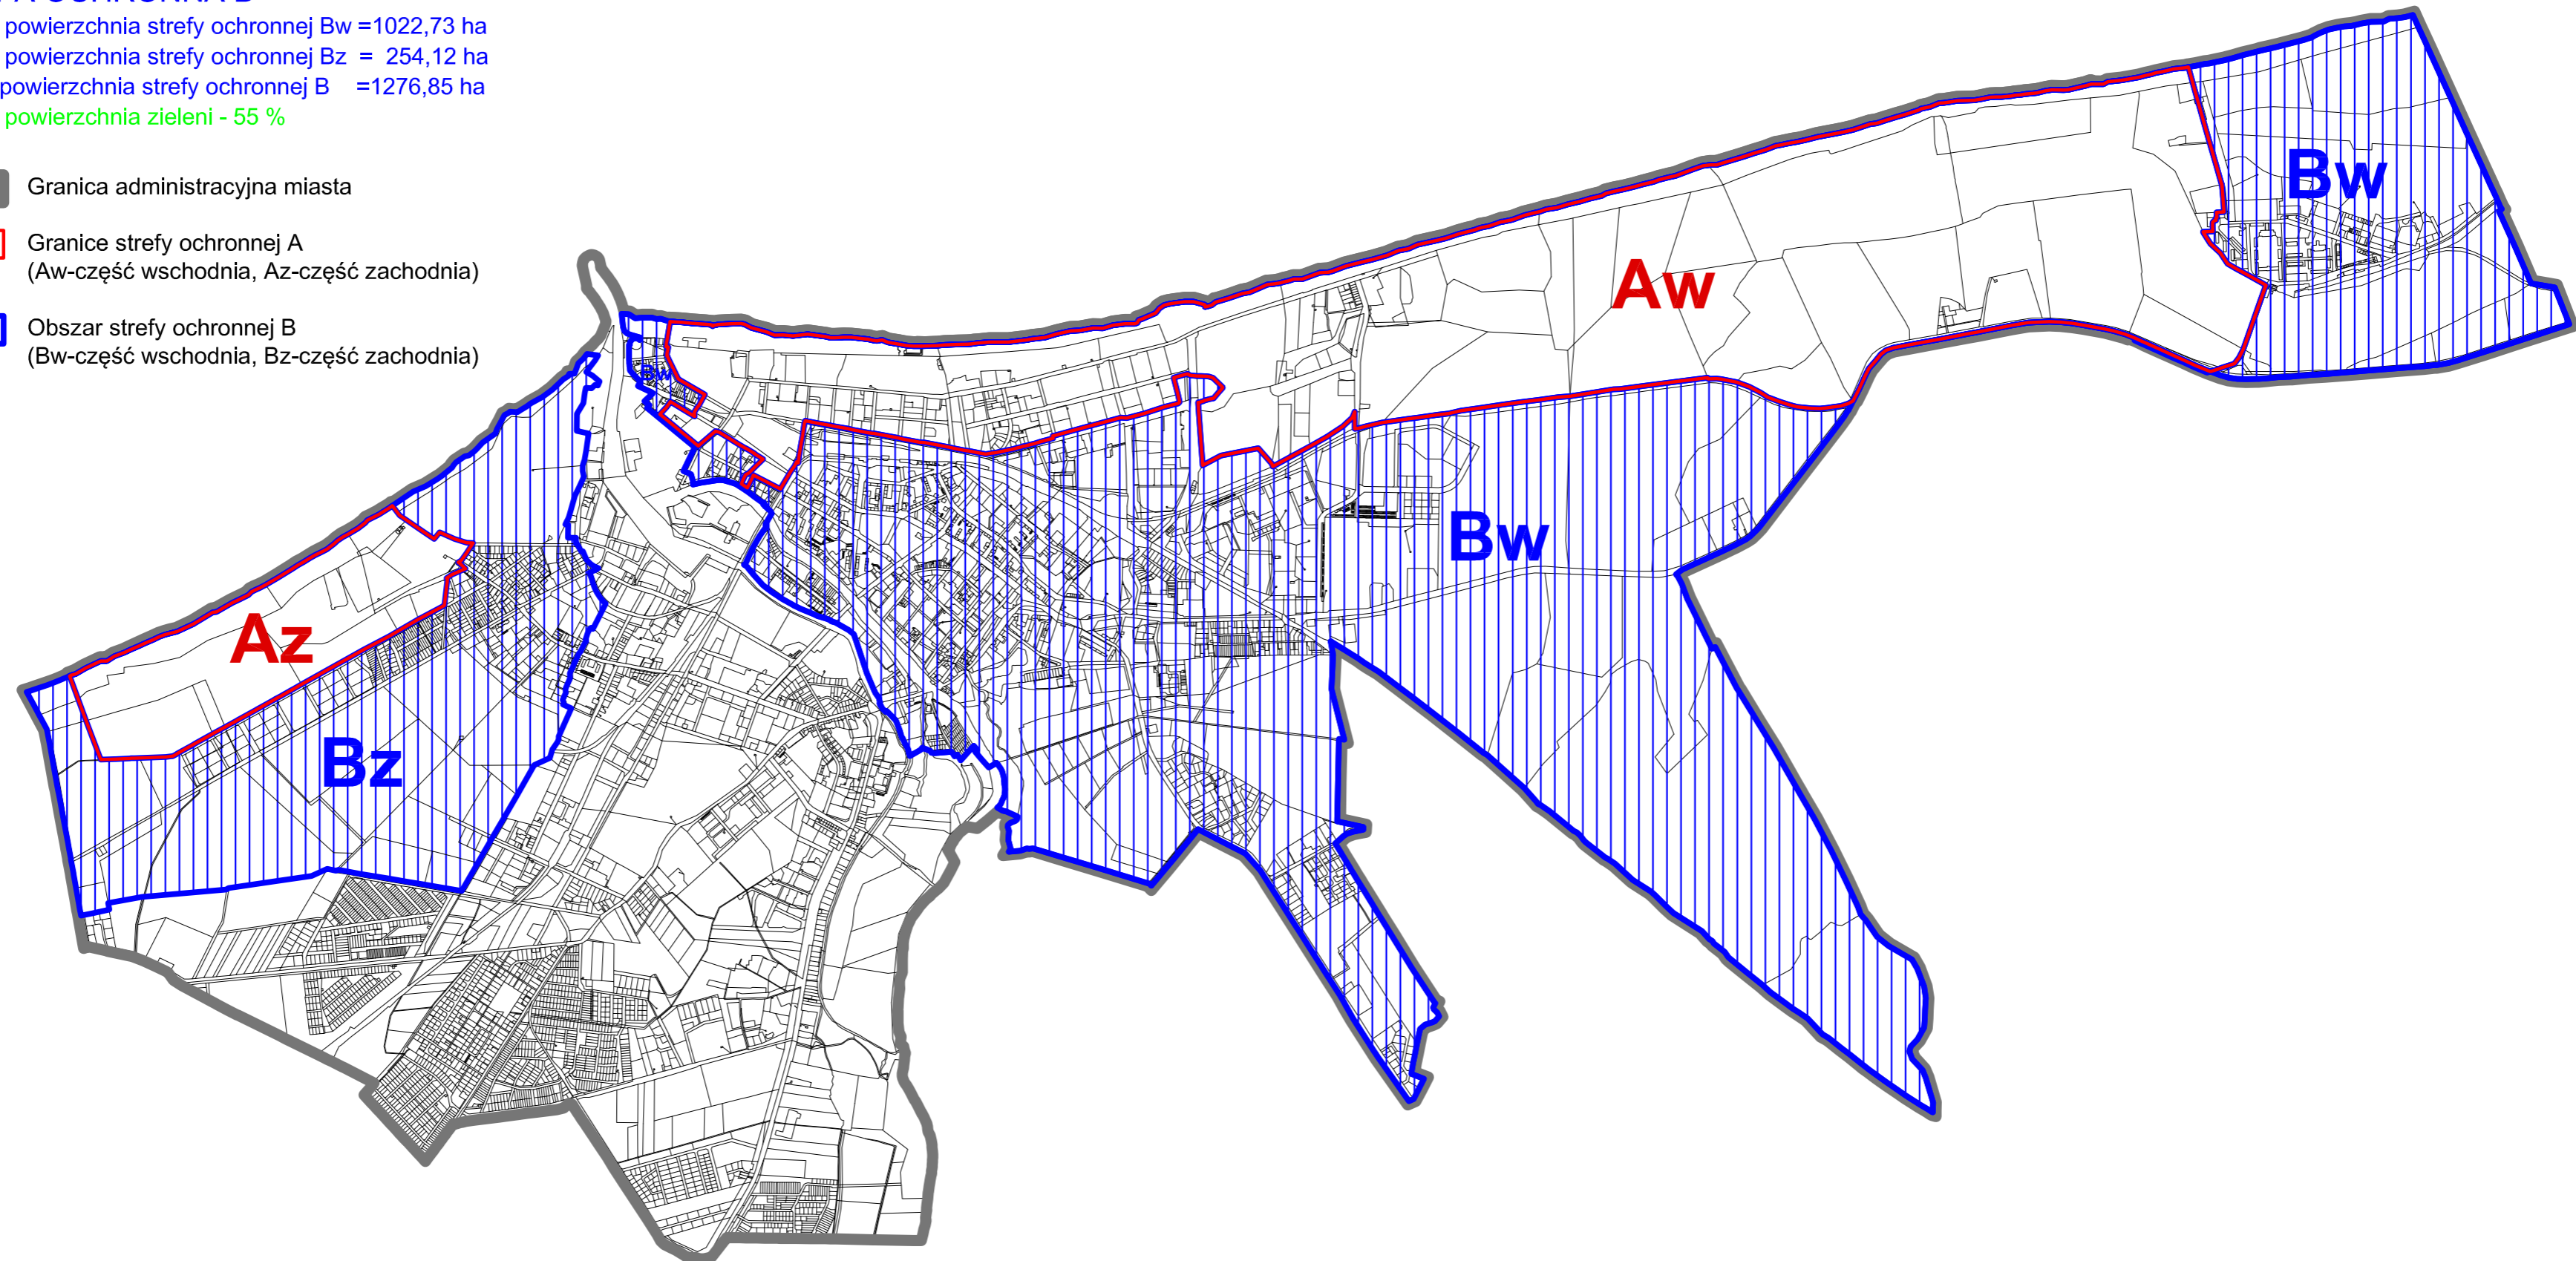 OCHRONNA B
powierzchnia strefy ochronnej Bw =1022,73 ha
powierzchnia strefy ochronnej Bz = 254,12 ha
powierzchnia strefy ochronnej B =1276,85 ha
powierzchnia zieleni - 55 %
Granica administracyjna miasta
Granice strefy ochronnej A
(Aw-część wschodnia, Az-część zachodnia)
Obszar strefy ochronnej B
(Bw-część wschodnia, Bz-część zachodnia)
Bw
Aw
Bw
Bw
Az
Bz